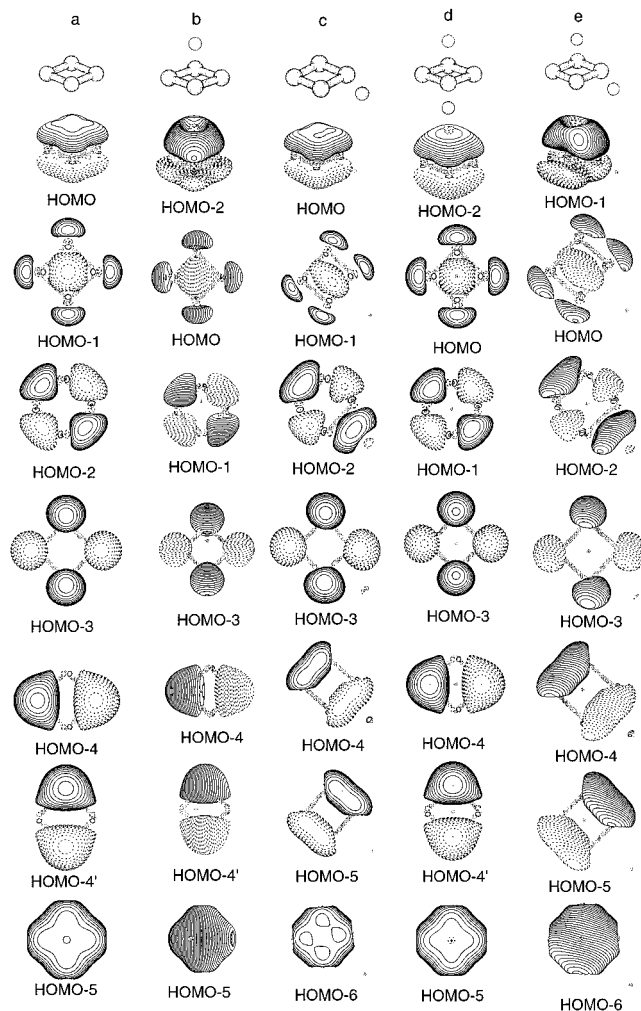 a b c d e
HOMO HOMO-2 HOMO HOMO-2 HOMO-1
HOMO-1 HOMO HOMO-1 HOMO HOMO
HOMO-2 HOMO-1 HOMO-2 HOMO-1 HOMO-2
HOMO-3 HOMO-3 HOMO-3 HOMO-3 HOMO-3
HOMO-4 HOMO-4 HOMO-4 HOMO-4 HOMO-4
HOMO-4' HOMO-4' HOMO-5 HOMO-4' HOMO-5
HOMO-5 HOMO-5 HOMO-6 HOMO-5 HOMO-6